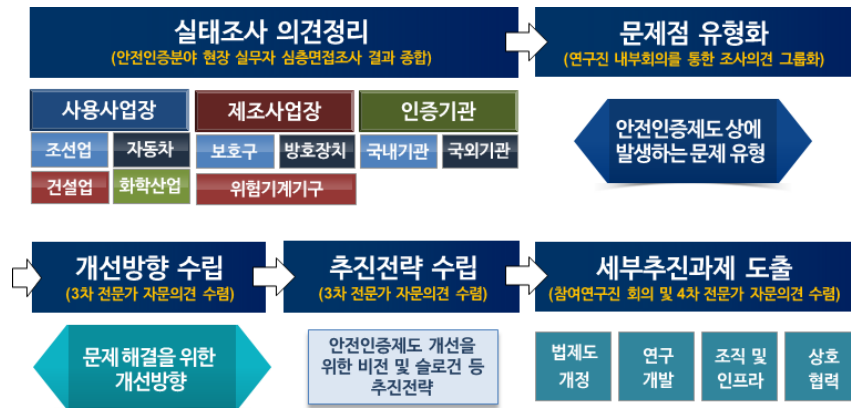 실태조사 의견정리
(안전인증분야 현장 실무자 심층면접조사 결과 종합)
문제점 유형화
(연구진 내부회의를 통한 조사의견 그룹화)
사용사업장
제조사업장
인증기관
조선업
자동차
보호구
방호장치
국내기관
국외기관
건설업
화학산업
위험기계기구
안전인증제도 상에
발생하는 문제 유형
개선방향 수립
(3차 전문가 자문의견 수렴)
추진전략 수립
(3차 전문가 자문의견 수렴)
세부추진과제 도출
(참여연구진 회의 및 4차 전문가 자문의견 수렴)
문제 해결을 위한
개선방향
안전인증제도 개선을
위한 비전 및 슬로건 등
추진전략
법제도
개정
연구
개발
조직 및
인프라
상호
협력